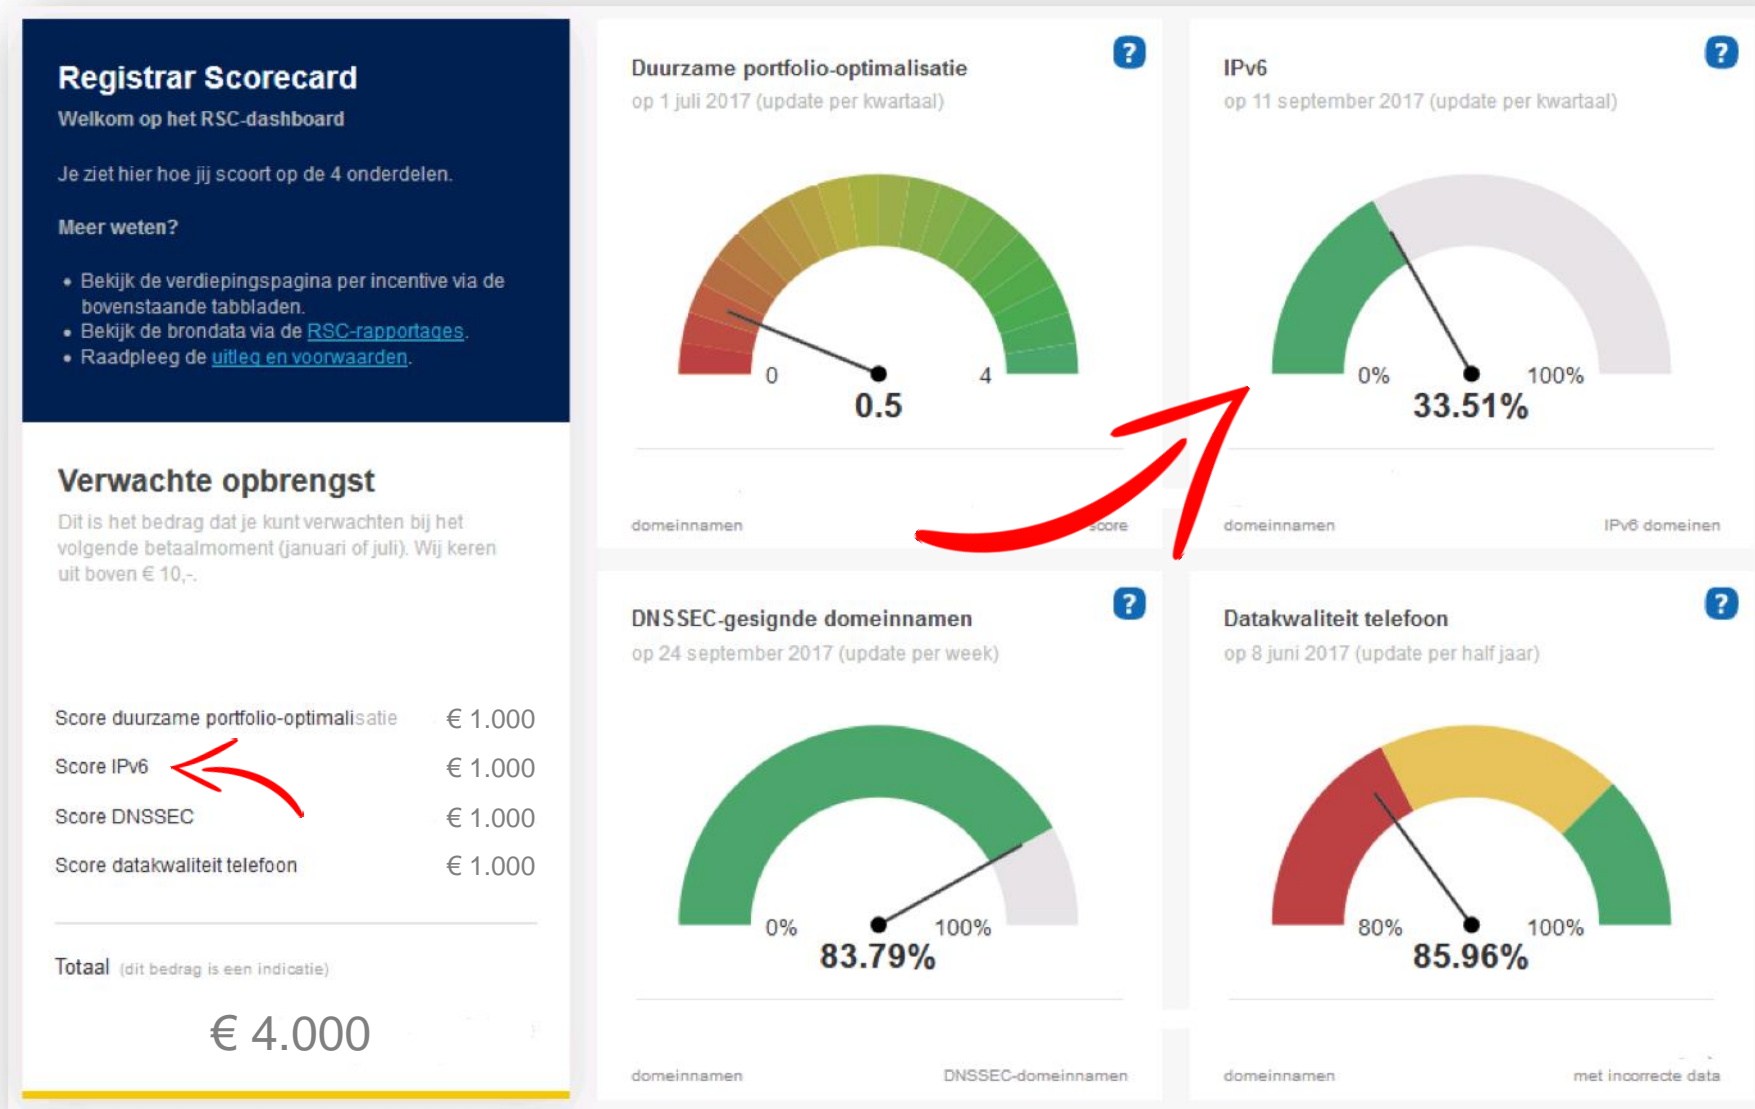 Registrar Scorecard
Welkom op het RSC-dashboard
Je ziet hier hoe jij scoort op de 4 onderdelen.
Meer weten?
• Bekijk de verdiepingspagina per incentive via de
bovenstaande tabbladen.
• Bekijk de brondata via de RSC-rapportages.
• Raadpleeg de uitleg en voorwaarden.
Verwachte opbrengst
Dit is het bedrag dat je kunt verwachten bij het
volgende betaalmoment (januari of juli). Wij keren
uit boven € 10,-.
Score duurzame portfolio-optimalisatie € 1.000
Score IPv6 € 1.000
Score DNSSEC € 1.000
Score datakwaliteit telefoon € 1.000
Totaal (dit bedrag is een indicatie)
€ 4.000
Duurzame portfolio-optimalisatie ?
op 1 juli 2017 (update per kwartaal)
0 4
0.5
domeinnamen score
IPv6 ?
op 11 september 2017 (update per kwartaal)
0% 100%
33.51%
domeinnamen IPv6 domeinen
DNSSEC-gesignde domeinnamen ?
op 24 september 2017 (update per week)
0% 100%
83.79%
domeinnamen DNSSEC-domeinnamen
Datakwaliteit telefoon ?
op 8 juni 2017 (update per half jaar)
80% 100%
85.96%
domeinnamen met incorrecte data